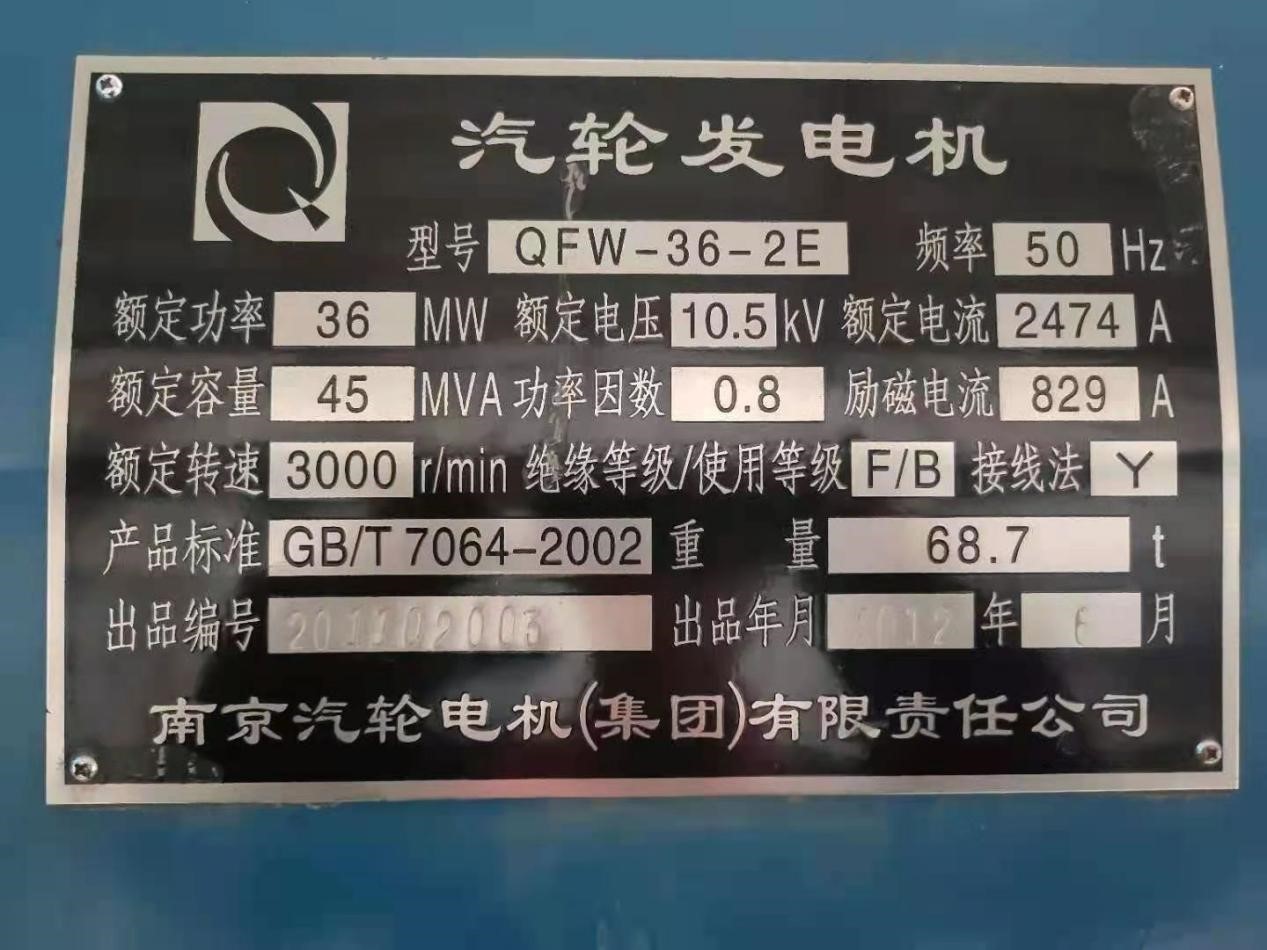 汽轮发电机
型号 QFW-36-2E 频率 50 Hz
额定功率 36 MW 额定电压 10.5 kV 额定电流 2474 A
额定容量 45 MVA 功率因数 0.8 励磁电流 829 A
额定转速 3000 r/min 绝缘等级/使用等级 F/B 接线法 Y
产品标准 GB/T 7064-2002 重量 68.7 t
出品编号 出品年月 2012 年 6 月
南京汽轮电机(集团)有限责任公司